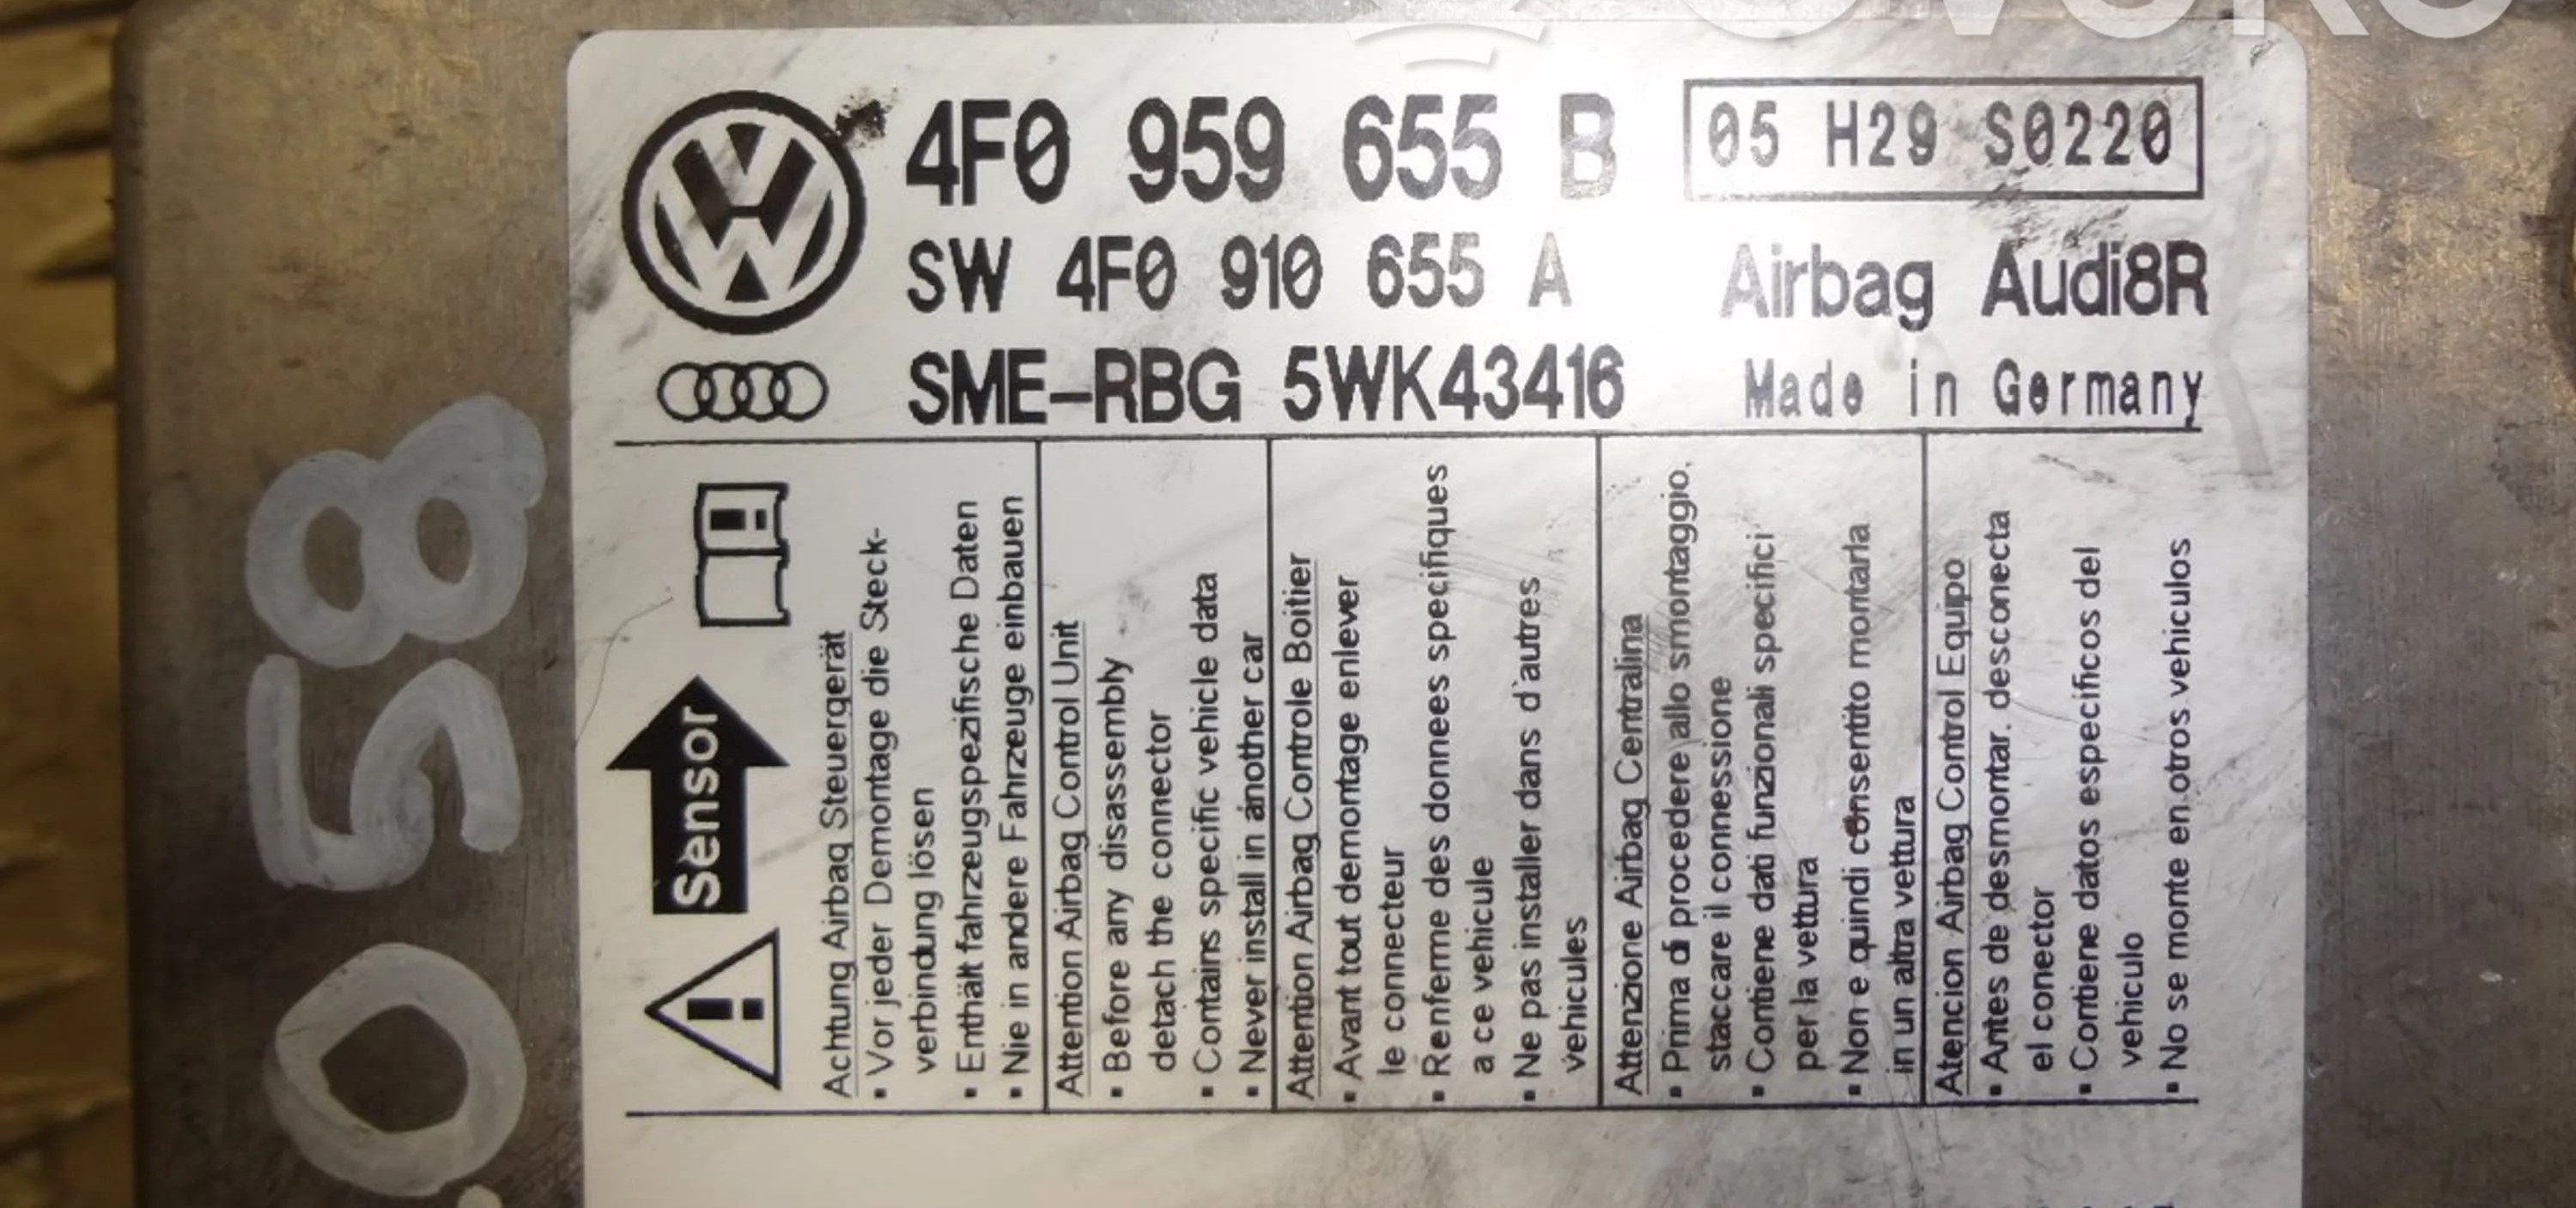 4F0 959 655 B
05 H29 S0220
SW 4F0 910 655 A
Airbag Audi8R
SME-RBG 5WK43416
Made in Germany
Sensor
Achtung Airbag Steuergerät
▪ Vor jeder Demontage die Steck-
verbindung lösen
▪ Enthält fahrzeugspezifische Daten
▪ Nie in andere Fahrzeuge einbauen
Attention Airbag Control Unit
▪ Before any disassembly
detach the connector
▪ Contains specific vehicle data
▪ Never install in another car
Attention Airbag Controle Boitier
▪ Avant tout demontage enlever
le connecteur
▪ Renferme des donnees specifiques
a ce vehicule
▪ Ne pas installer dans d'autres
vehicules
Attenzione Airbag Centralina
▪ Prima di procedere allo smontaggio,
staccare il connessione
▪ Contiene dati funzionali specifici
per la vettura
▪ Non e quindi consentito montarla
in un altra vettura
Atencion Airbag Control Equipo
▪ Antes de desmontar. desconecta
el conector
▪ Contiene datos especificos del
vehiculo
▪ No se monte en otros vehiculos
058